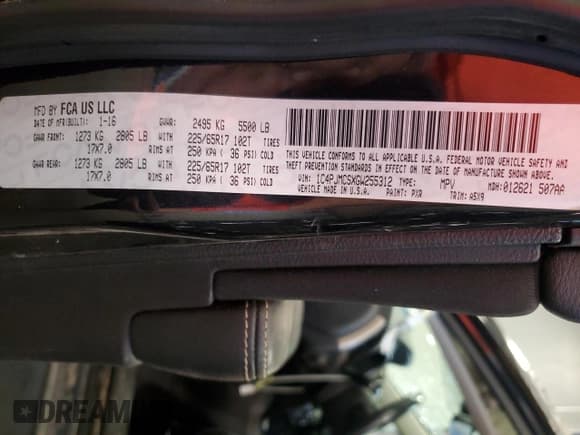 MFD BY FCA US LLC
DATE OF MFR(BUILT): 1-16 GVWR: 2495 KG 5500 LB
GAWR FRONT: 1273 KG 2805 LB WITH 225/65R17 102T TIRES
17X7.0 RIMS AT 250 KPA ( 36 PSI) COLD
GAWR REAR: 1273 KG 2805 LB WITH 225/65R17 102T TIRES
17X7.0 RIMS AT 250 KPA ( 36 PSI) COLD
THIS VEHICLE CONFORMS TO ALL APPLICABLE U.S.A. FEDERAL MOTOR VEHICLE SAFETY AND
THEFT PREVENTION STANDARDS IN EFFECT ON THE DATE OF MANUFACTURE SHOWN ABOVE.
VIN: 1C4PJMCSXGW255312 TYPE: MPV MDH: 012621 507AA
VEHICLE MADE IN U.S.A. PAINT: PXR TRIM: A5X9
DREAM